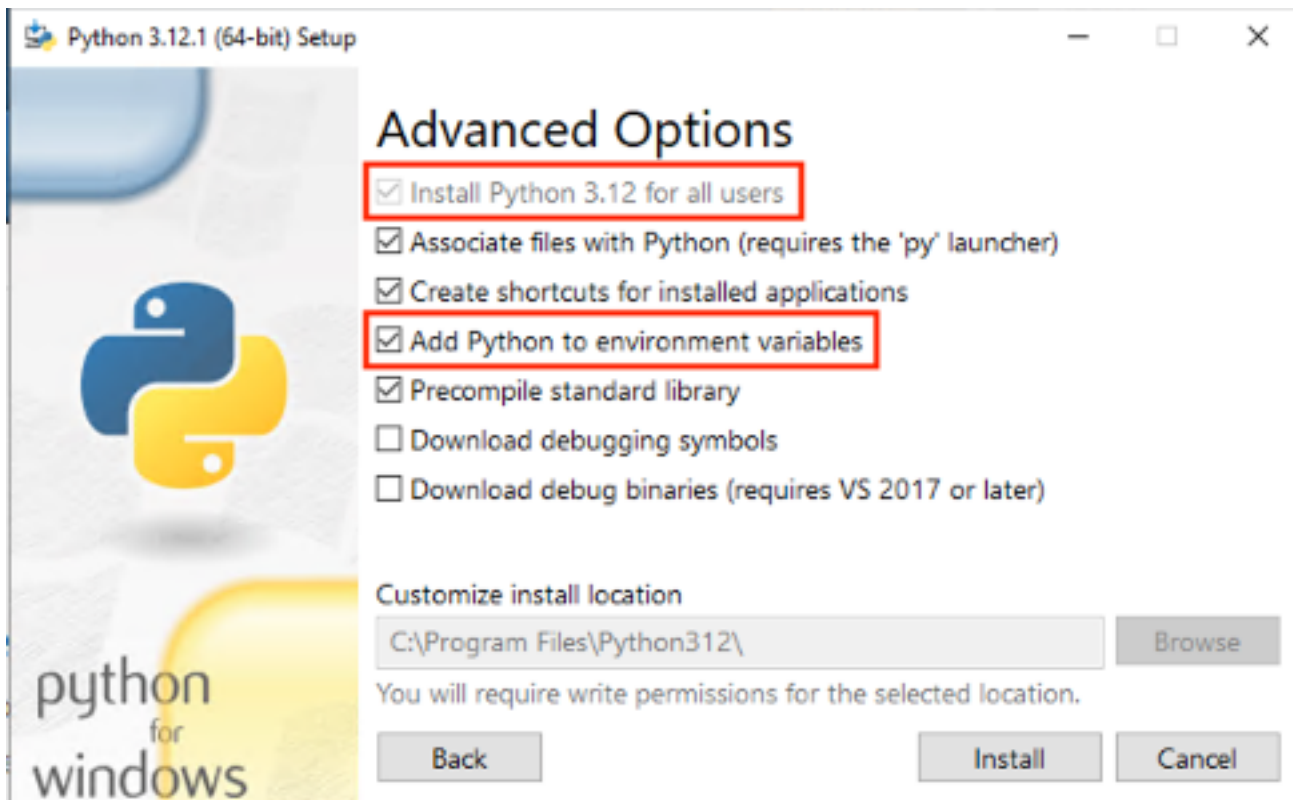 Python 3.12.1 (64-bit) Setup
Advanced Options
Install Python 3.12 for all users
Associate files with Python (requires the 'py' launcher)
Create shortcuts for installed applications
Add Python to environment variables
Precompile standard library
Download debugging symbols
Download debug binaries (requires VS 2017 or later)
Customize install location
C:\Program Files\Python312\
Browse
You will require write permissions for the selected location.
python
for
windows
Back
Install
Cancel